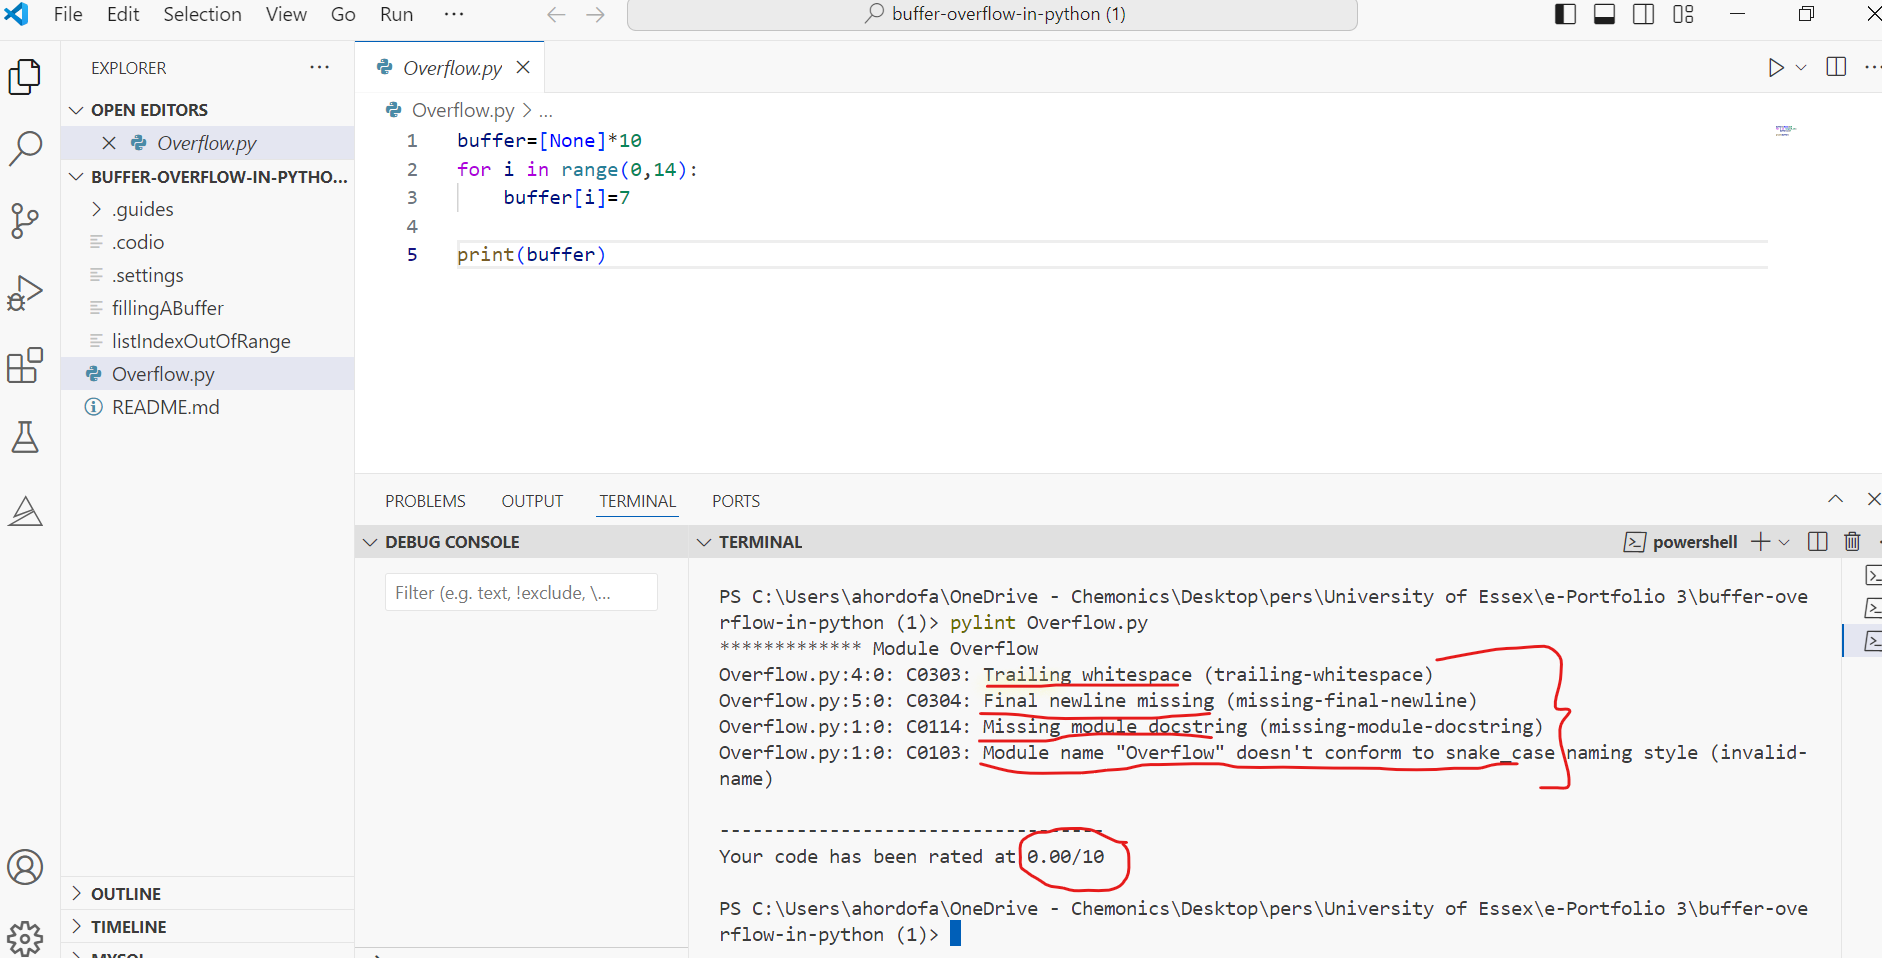 File Edit Selection View Go Run ···
buffer-overflow-in-python (1)
EXPLORER ···
OPEN EDITORS
Overflow.py
BUFFER-OVERFLOW-IN-PYTHO...
.guides
.codio
.settings
fillingABuffer
listIndexOutOfRange
Overflow.py
README.md
OUTLINE
TIMELINE
MYSQL
Overflow.py
Overflow.py > ...
1 buffer=[None]*10
2 for i in range(0,14):
3 buffer[i]=7
4
5 print(buffer)
PROBLEMS OUTPUT TERMINAL PORTS
DEBUG CONSOLE
Filter (e.g. text, !exclude, \...
TERMINAL
powershell
PS C:\Users\ahordofa\OneDrive - Chemonics\Desktop\pers\University of Essex\e-Portfolio 3\buffer-ove
rflow-in-python (1)> pylint Overflow.py
************* Module Overflow
Overflow.py:4:0: C0303: Trailing whitespace (trailing-whitespace)
Overflow.py:5:0: C0304: Final newline missing (missing-final-newline)
Overflow.py:1:0: C0114: Missing module docstring (missing-module-docstring)
Overflow.py:1:0: C0103: Module name "Overflow" doesn't conform to snake_case naming style (invalid-
name)
-----------------------------------
Your code has been rated at 0.00/10
PS C:\Users\ahordofa\OneDrive - Chemonics\Desktop\pers\University of Essex\e-Portfolio 3\buffer-ove
rflow-in-python (1)>